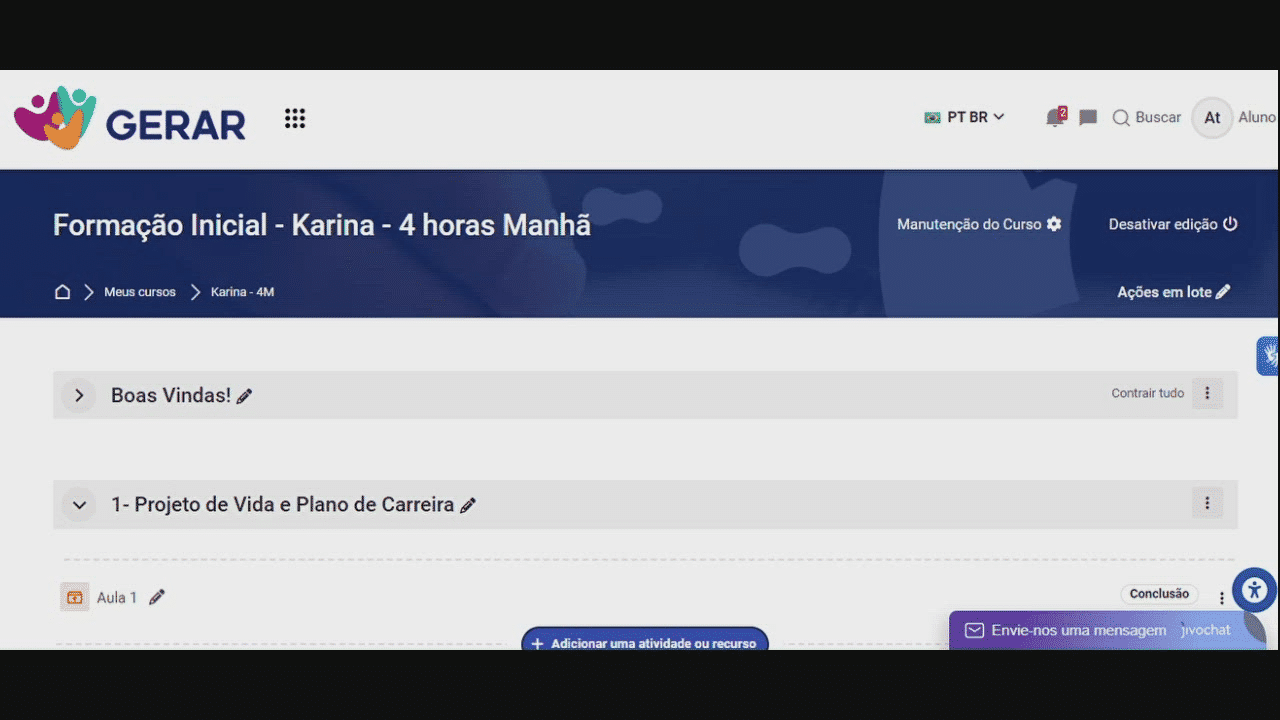 GERAR
PT BR
2
Buscar
At
Aluno
Formação Inicial - Karina - 4 horas Manhã
Manutenção do Curso
Desativar edição
Meus cursos
Karina - 4M
Ações em lote
Boas Vindas!
Contrair tudo
1- Projeto de Vida e Plano de Carreira
Aula 1
Conclusão
Envie-nos uma mensagem
jivochat
+ Adicionar uma atividade ou recurso